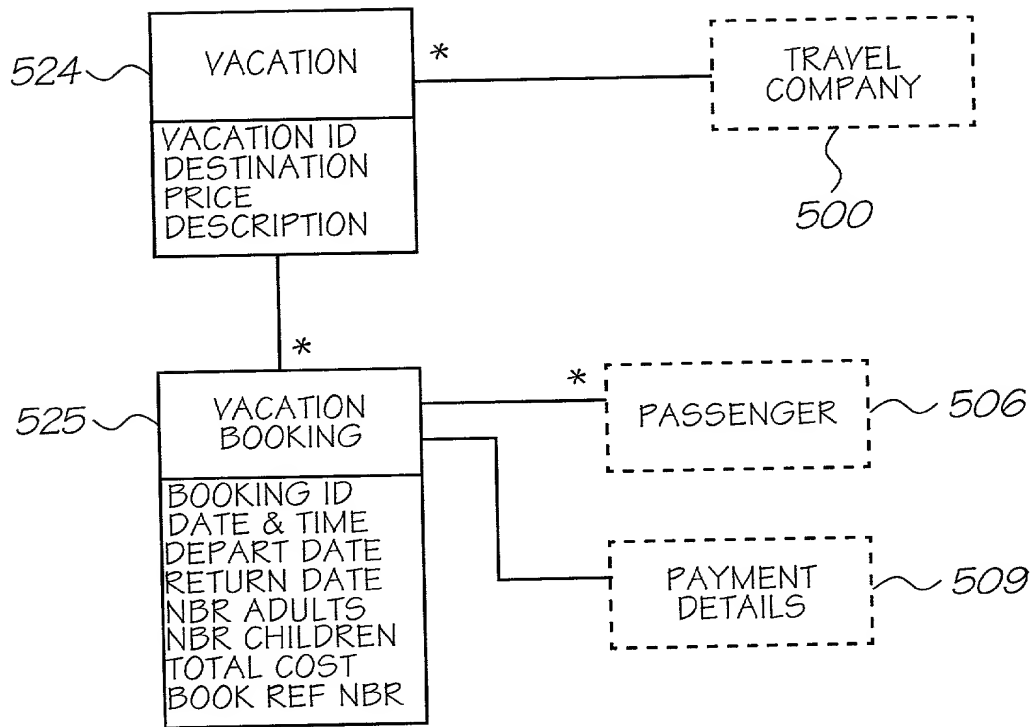 524
VACATION
*
TRAVEL
COMPANY
VACATION ID
DESTINATION
PRICE
DESCRIPTION
500
*
525
VACATION
BOOKING
*
PASSENGER
506
BOOKING ID
DATE & TIME
DEPART DATE
RETURN DATE
NBR ADULTS
NBR CHILDREN
TOTAL COST
BOOK REF NBR
PAYMENT
DETAILS
509